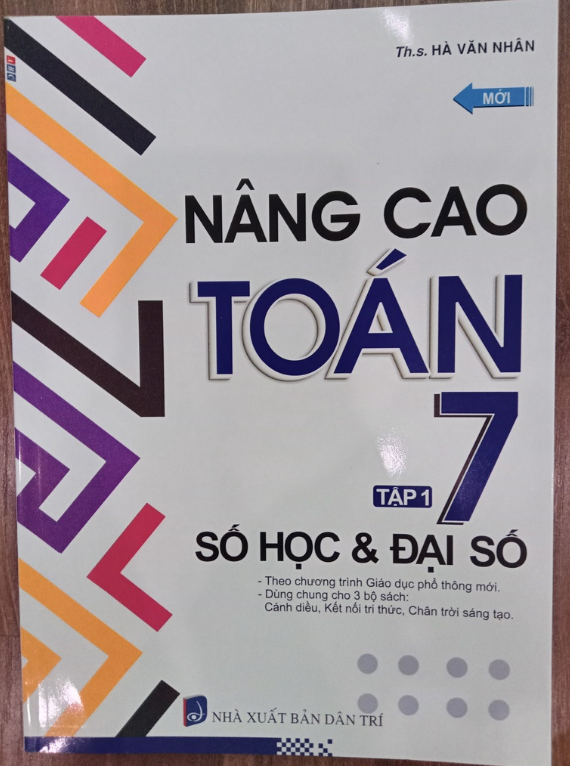 Th.s. HÀ VĂN NHÂN
MỚI
NÂNG CAO
TOÁN
7
TẬP 1
SỐ HỌC & ĐẠI SỐ
- Theo chương trình Giáo dục phổ thông mới.
- Dùng chung cho 3 bộ sách:
Cánh diều, Kết nối tri thức, Chân trời sáng tạo.
NHÀ XUẤT BẢN DÂN TRÍ